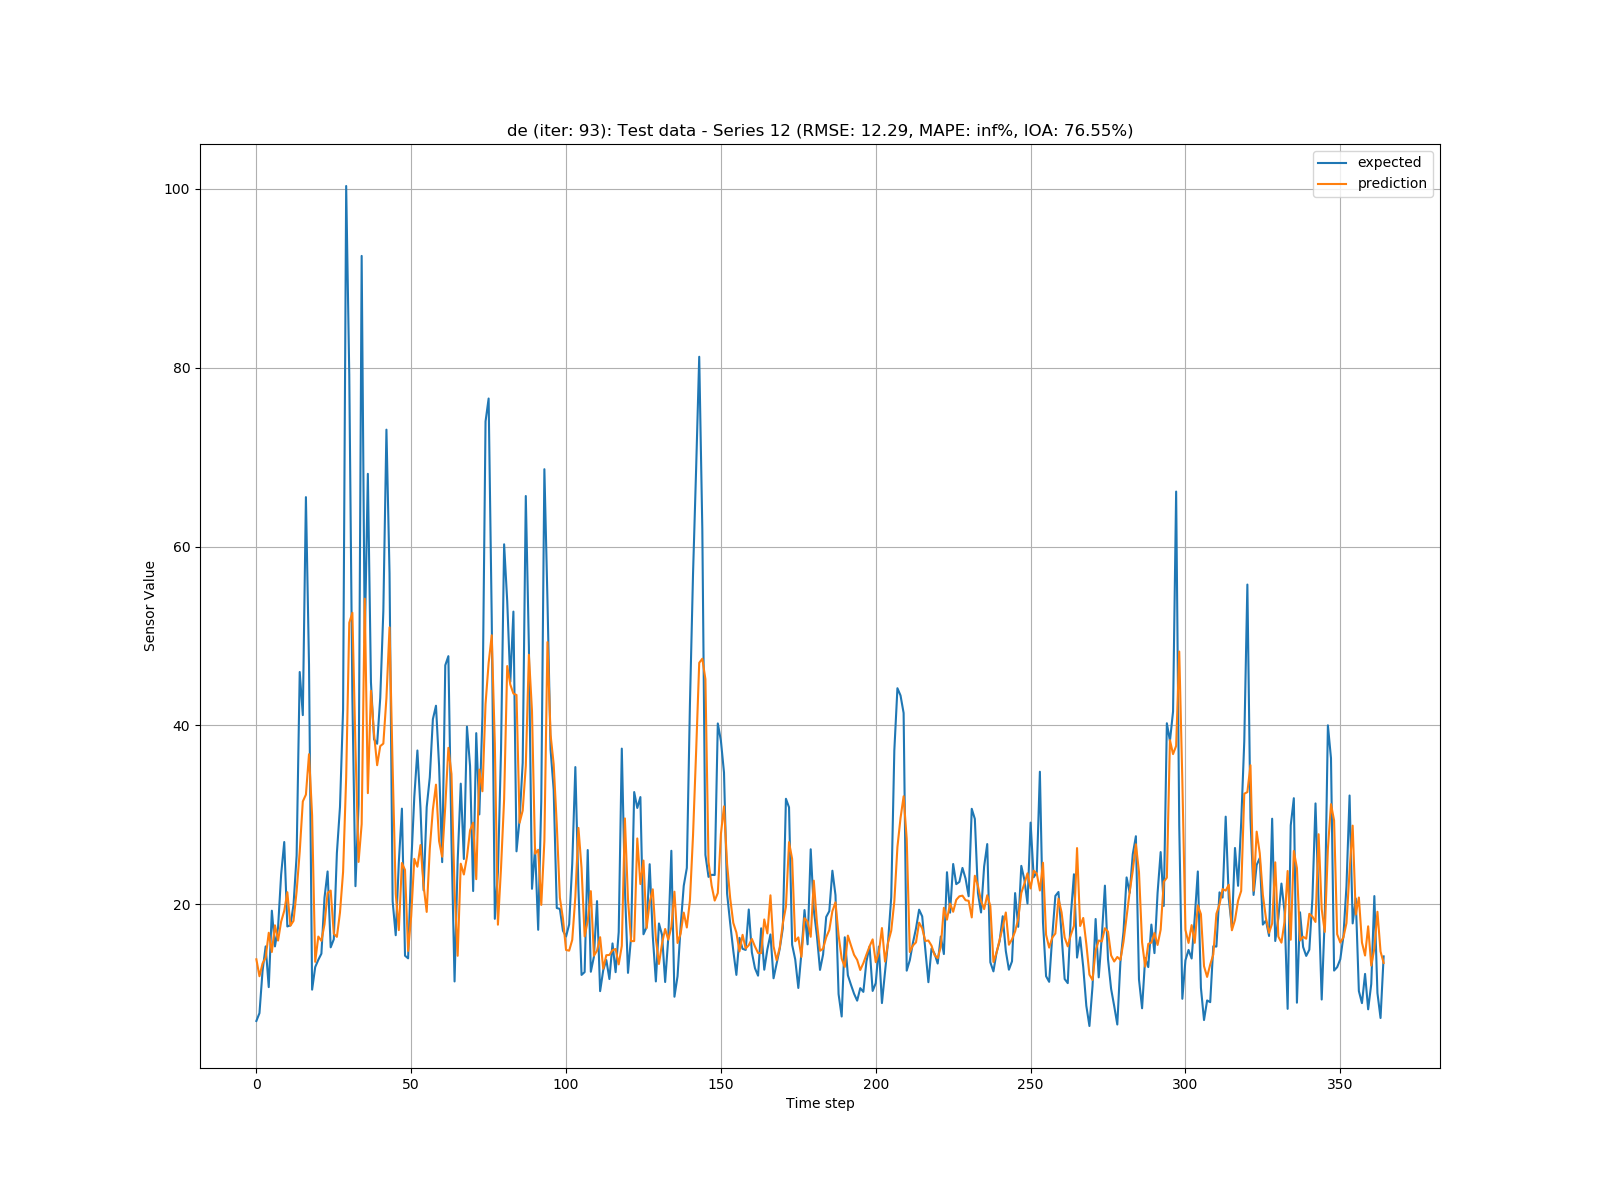 de (iter: 93): Test data - Series 12 (RMSE: 12.29, MAPE: inf%, IOA: 76.55%)
expected
prediction
100
80
60
40
20
Sensor Value
0 50 100 150 200 250 300 350
Time step